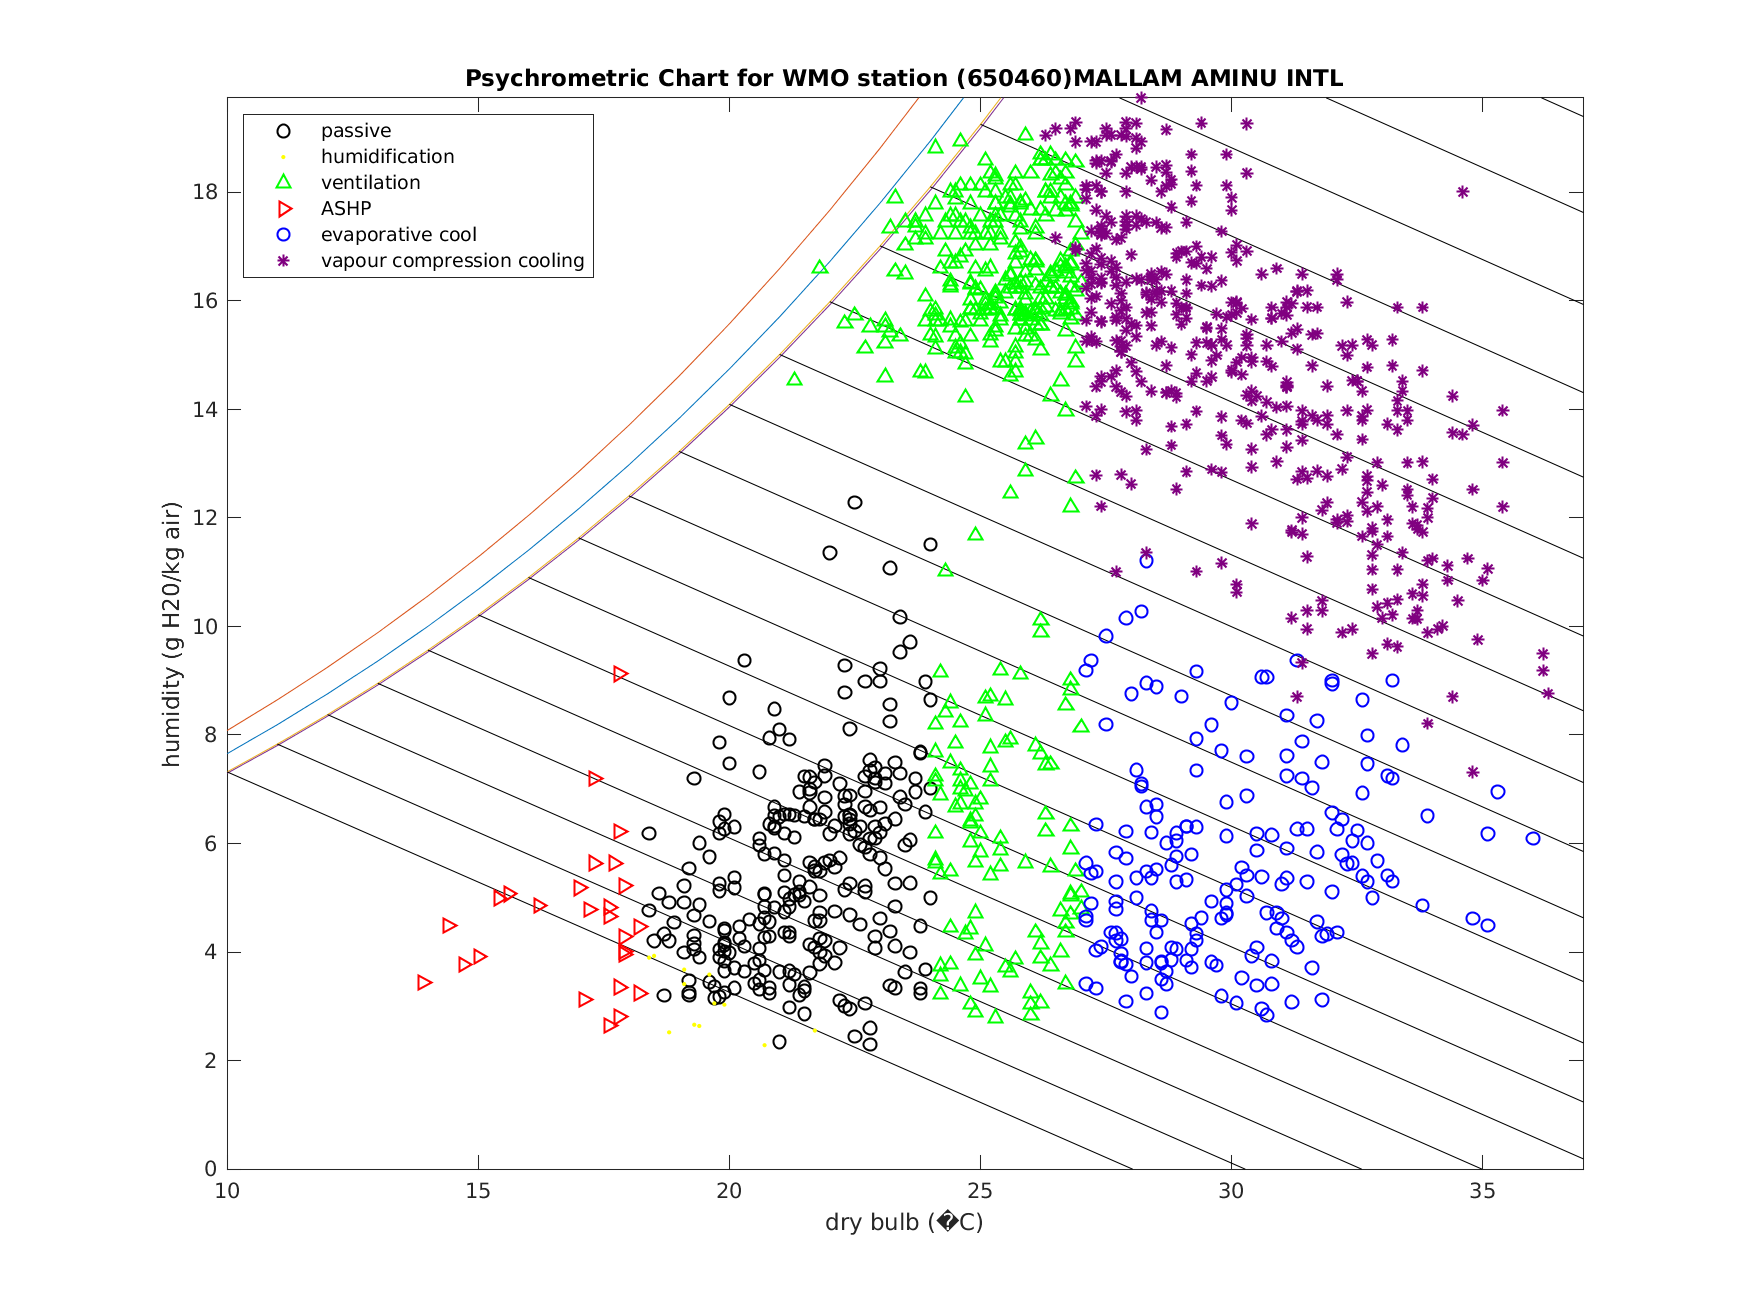 Psychrometric Chart for WMO station (650460)MALLAM AMINU INTL
passive
humidification
ventilation
ASHP
evaporative cool
vapour compression cooling
humidity (g H20/kg air)
18
16
14
12
10
8
6
4
2
0
10 15 20 25 30 35
dry bulb (�C)